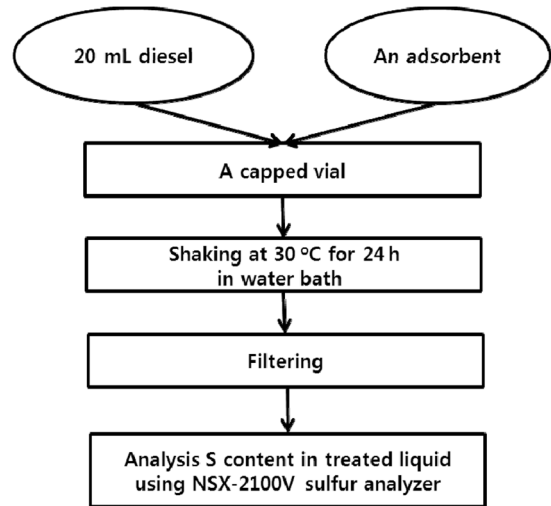 20 mL diesel
An adsorbent
A capped vial
Shaking at 30 ºC for 24 h
in water bath
Filtering
Analysis S content in treated liquid
using NSX-2100V sulfur analyzer